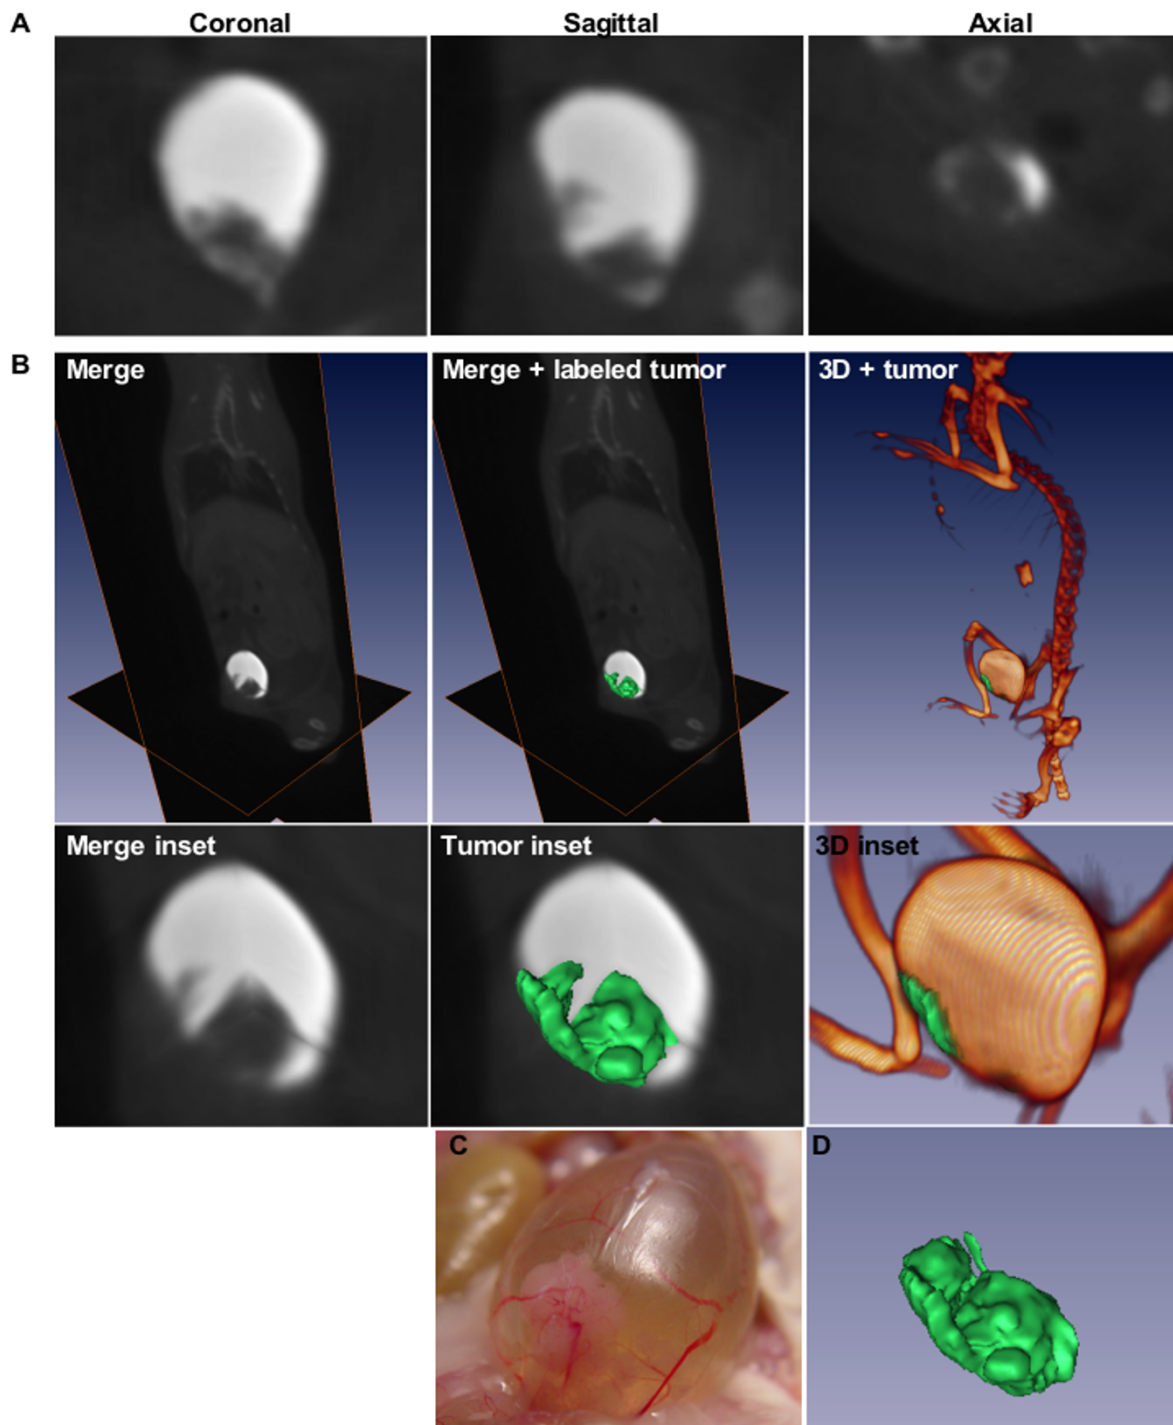 A Coronal Sagittal Axial
B Merge Merge + labeled tumor 3D + tumor
Merge inset Tumor inset 3D inset
C D